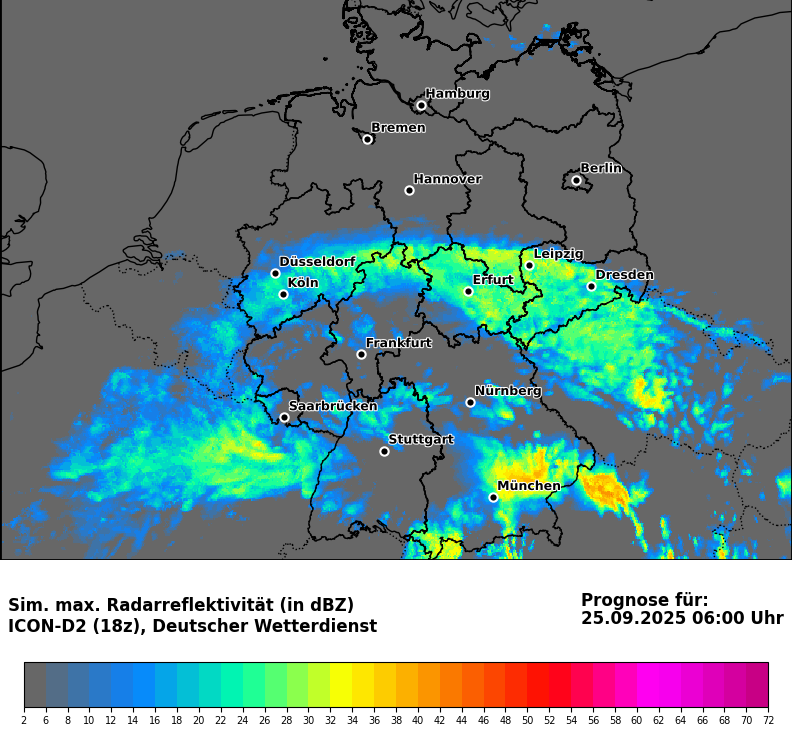 Hamburg
Bremen
Berlin
Hannover
Leipzig
Düsseldorf
Dresden
Köln
Erfurt
Frankfurt
Nürnberg
Saarbrücken
Stuttgart
München
Sim. max. Radarreflektivität (in dBZ)
ICON-D2 (18z), Deutscher Wetterdienst
Prognose für:
25.09.2025 06:00 Uhr
2 6 8 10 12 14 16 18 20 22 24 26 28 30 32 34 36 38 40 42 44 46 48 50 52 54 56 58 60 62 64 66 68 70 72